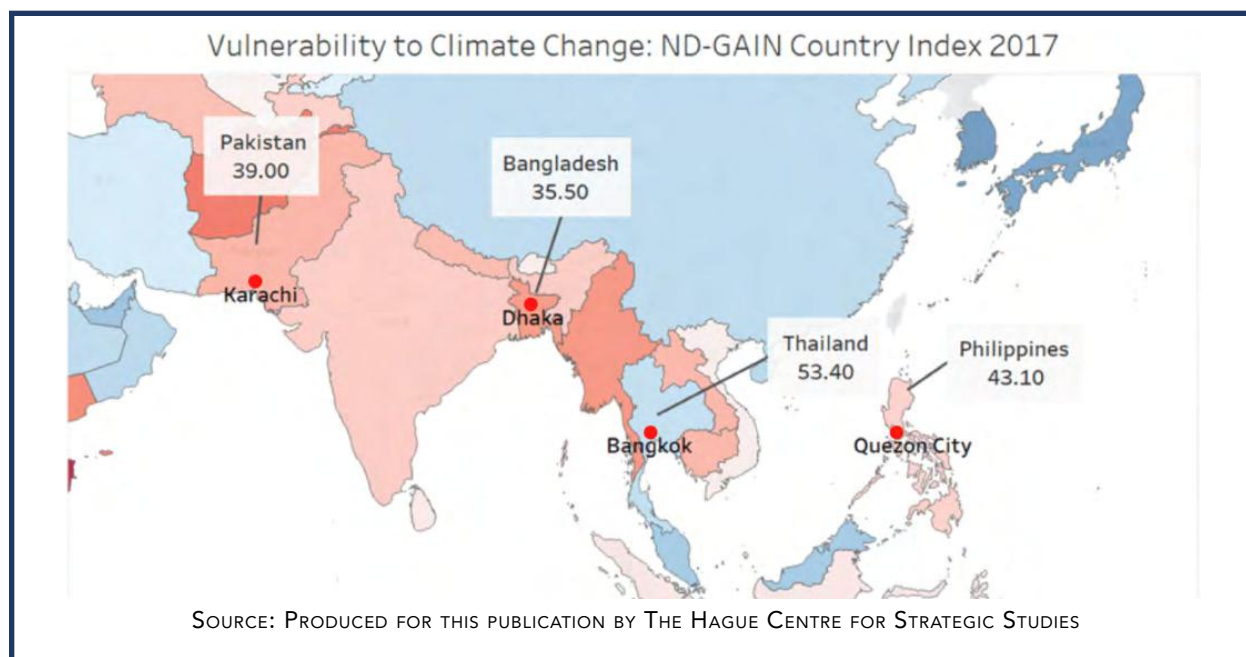 Vulnerability to Climate Change: ND-GAIN Country Index 2017
Pakistan
39.00
Bangladesh
35.50
Karachi
Dhaka
Thailand
53.40
Philippines
43.10
Bangkok
Quezon City
SOURCE: PRODUCED FOR THIS PUBLICATION BY THE HAGUE CENTRE FOR STRATEGIC STUDIES